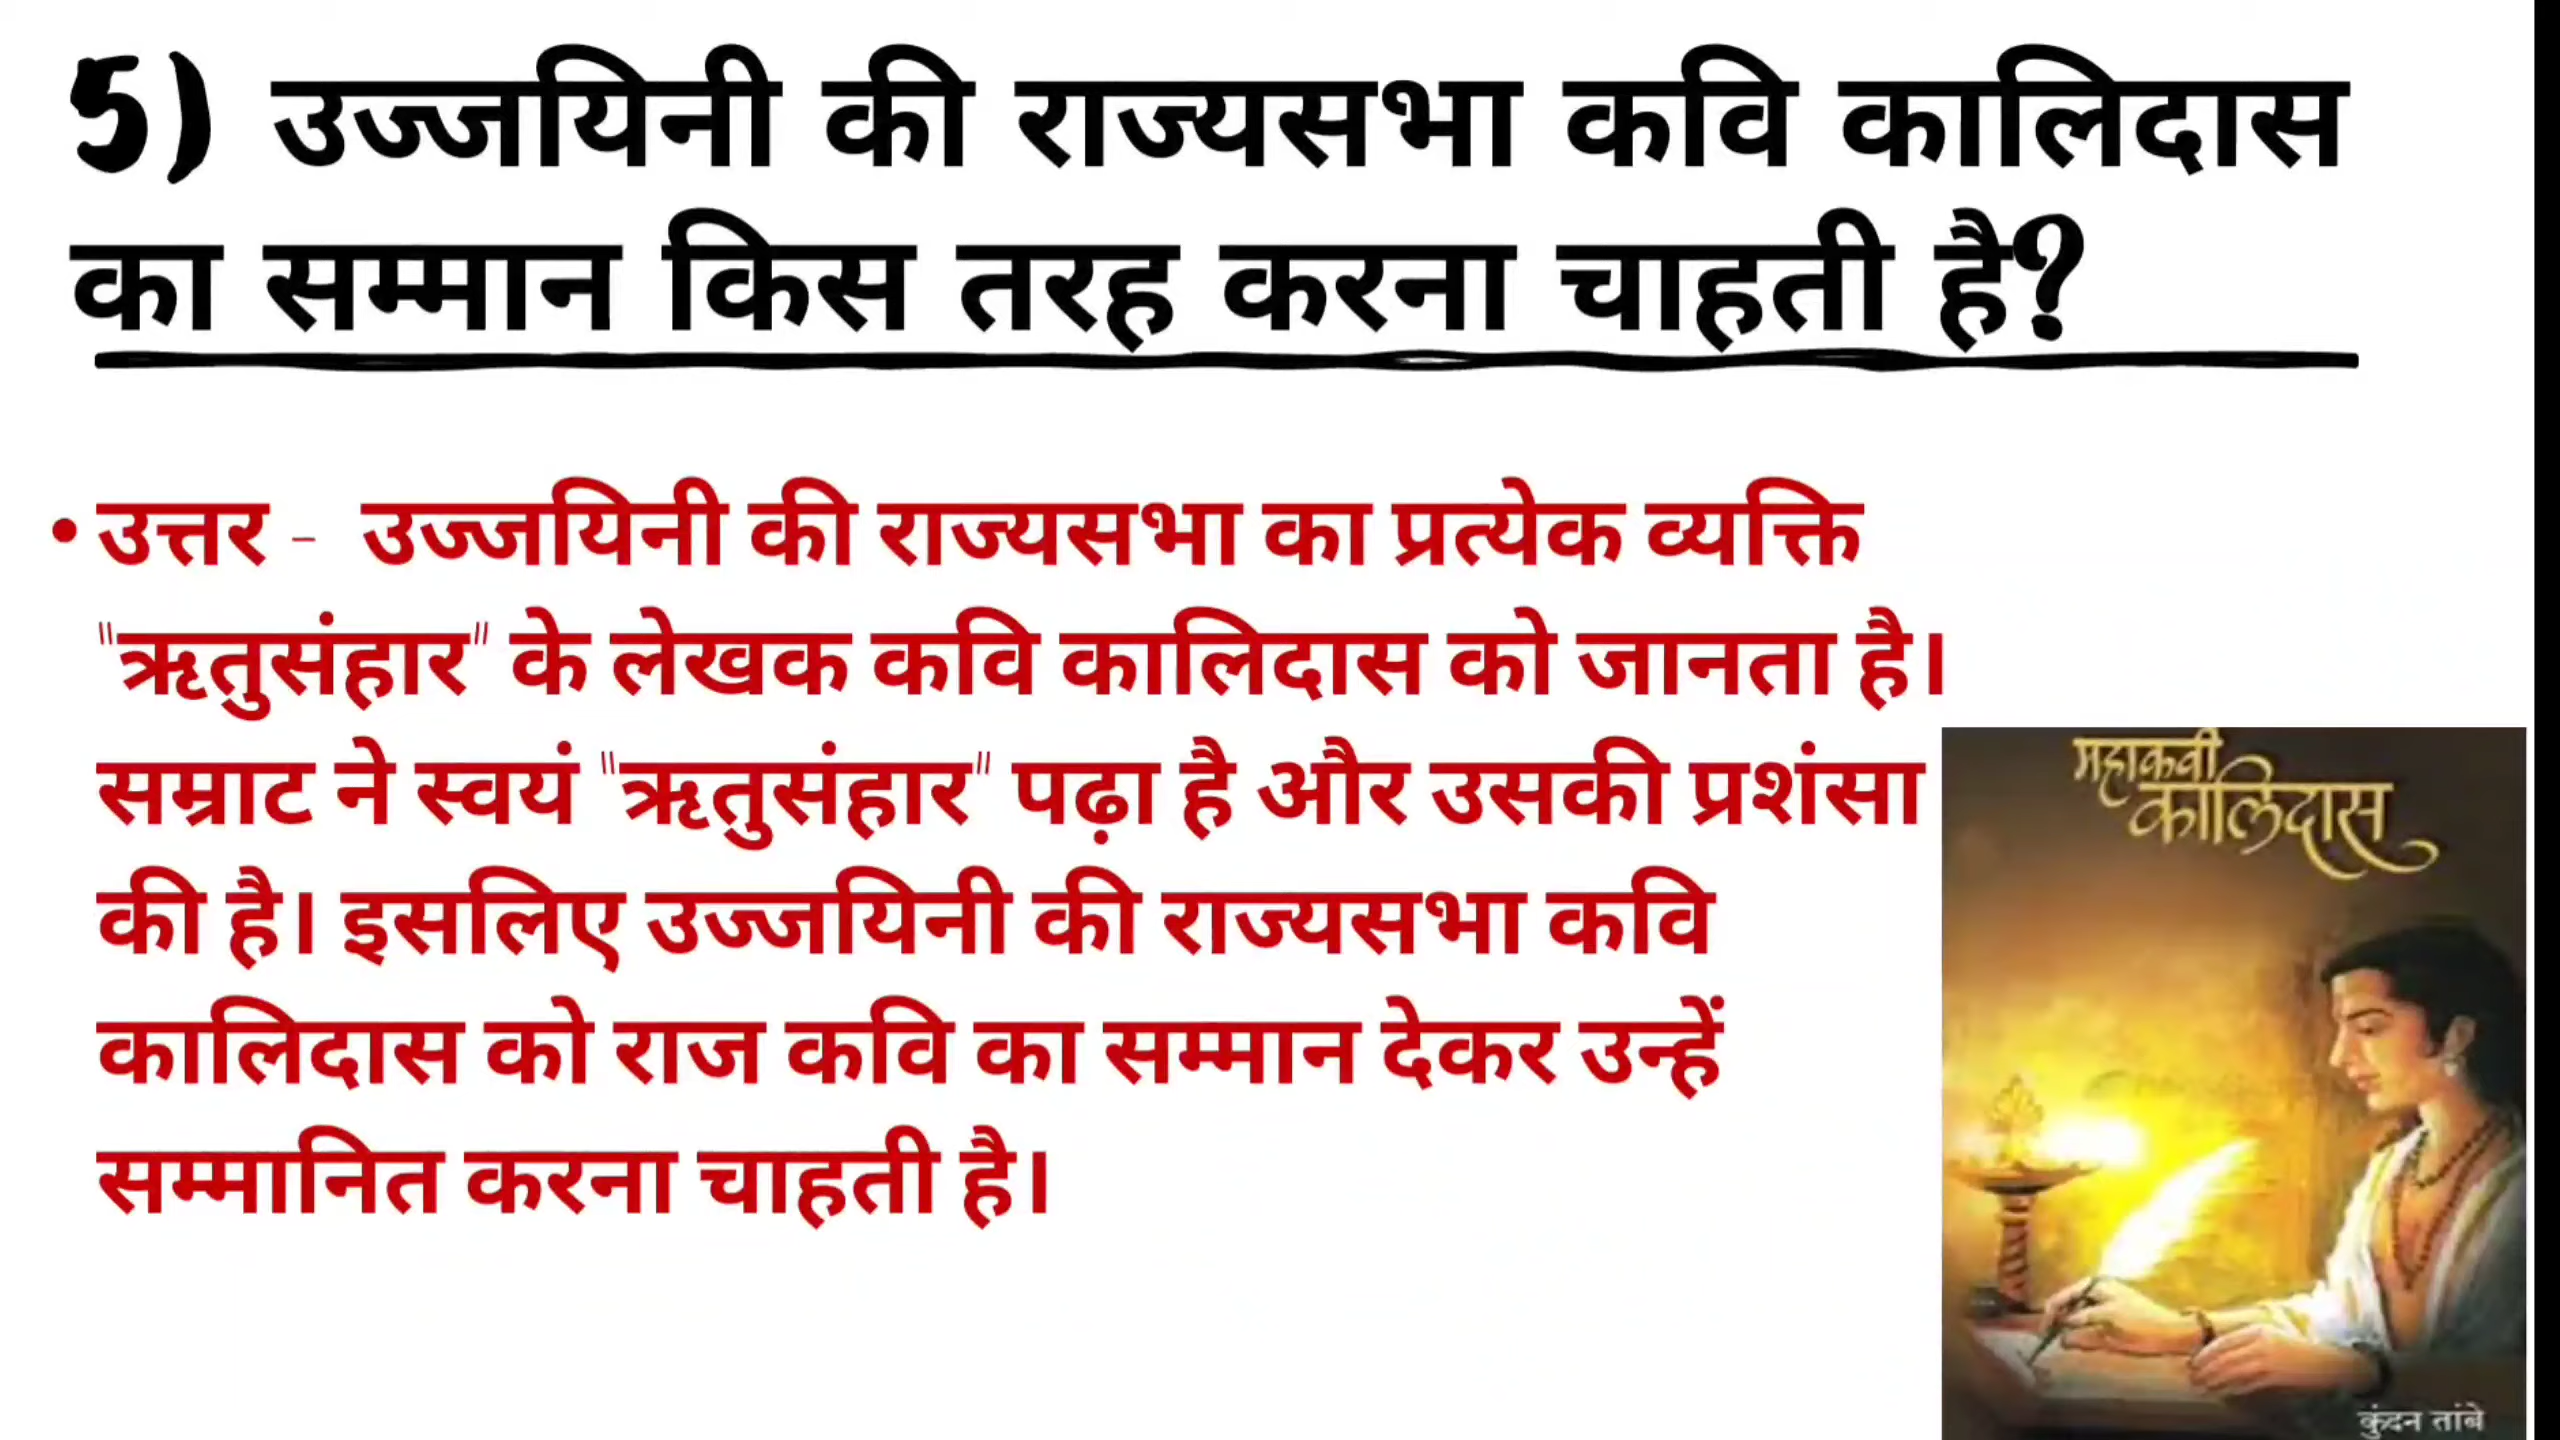 5) उज्जयिनी की राज्यसभा कवि कालिदास
का सम्मान किस तरह करना चाहती है?
• उत्तर - उज्जयिनी की राज्यसभा का प्रत्येक व्यक्ति
"ऋतुसंहार" के लेखक कवि कालिदास को जानता है।
सम्राट ने स्वयं "ऋतुसंहार" पढ़ा है और उसकी प्रशंसा
की है। इसलिए उज्जयिनी की राज्यसभा कवि
कालिदास को राज कवि का सम्मान देकर उन्हें
सम्मानित करना चाहती है।
महाकवी
कालिदास
कुंदन तांबे